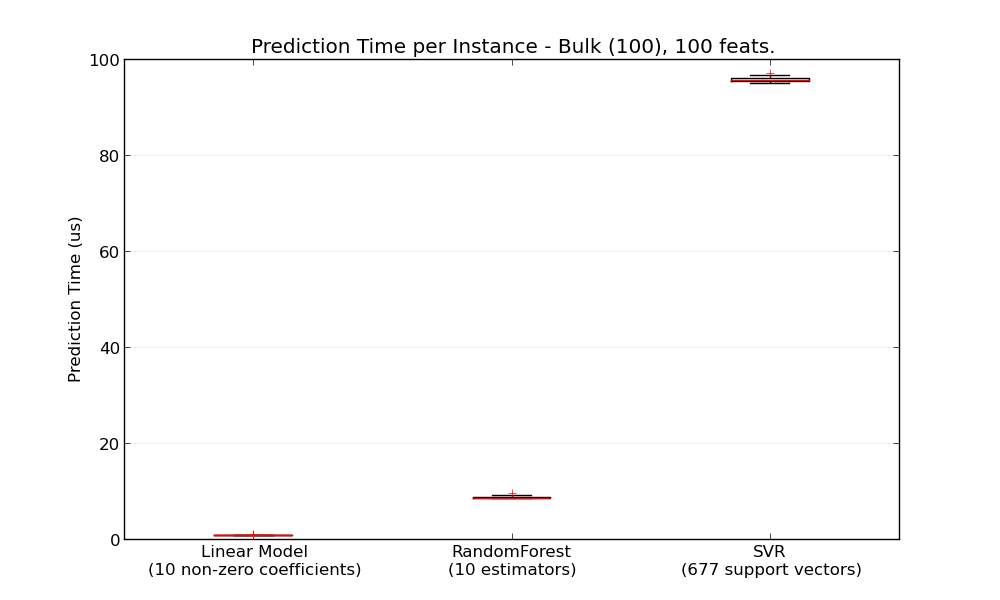 Prediction Time per Instance - Bulk (100), 100 feats.
100
80
60
40
20
0
Prediction Time (us)
Linear Model
(10 non-zero coefficients)
RandomForest
(10 estimators)
SVR
(677 support vectors)